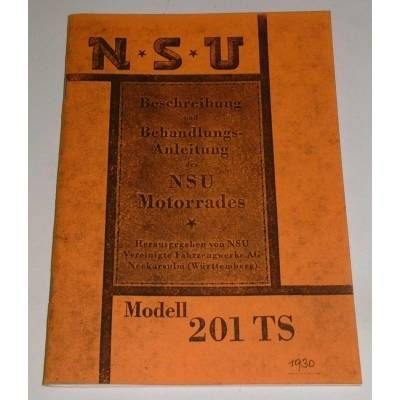 N★S★U
Beschreibung
und
Behandlungs-
Anleitung
des
NSU
Motorrades
★
Herausgegeben von NSU
Vereinigte Fahrzeugwerke AG
Neckarsulm (Württemberg)
Modell
201 TS
1930